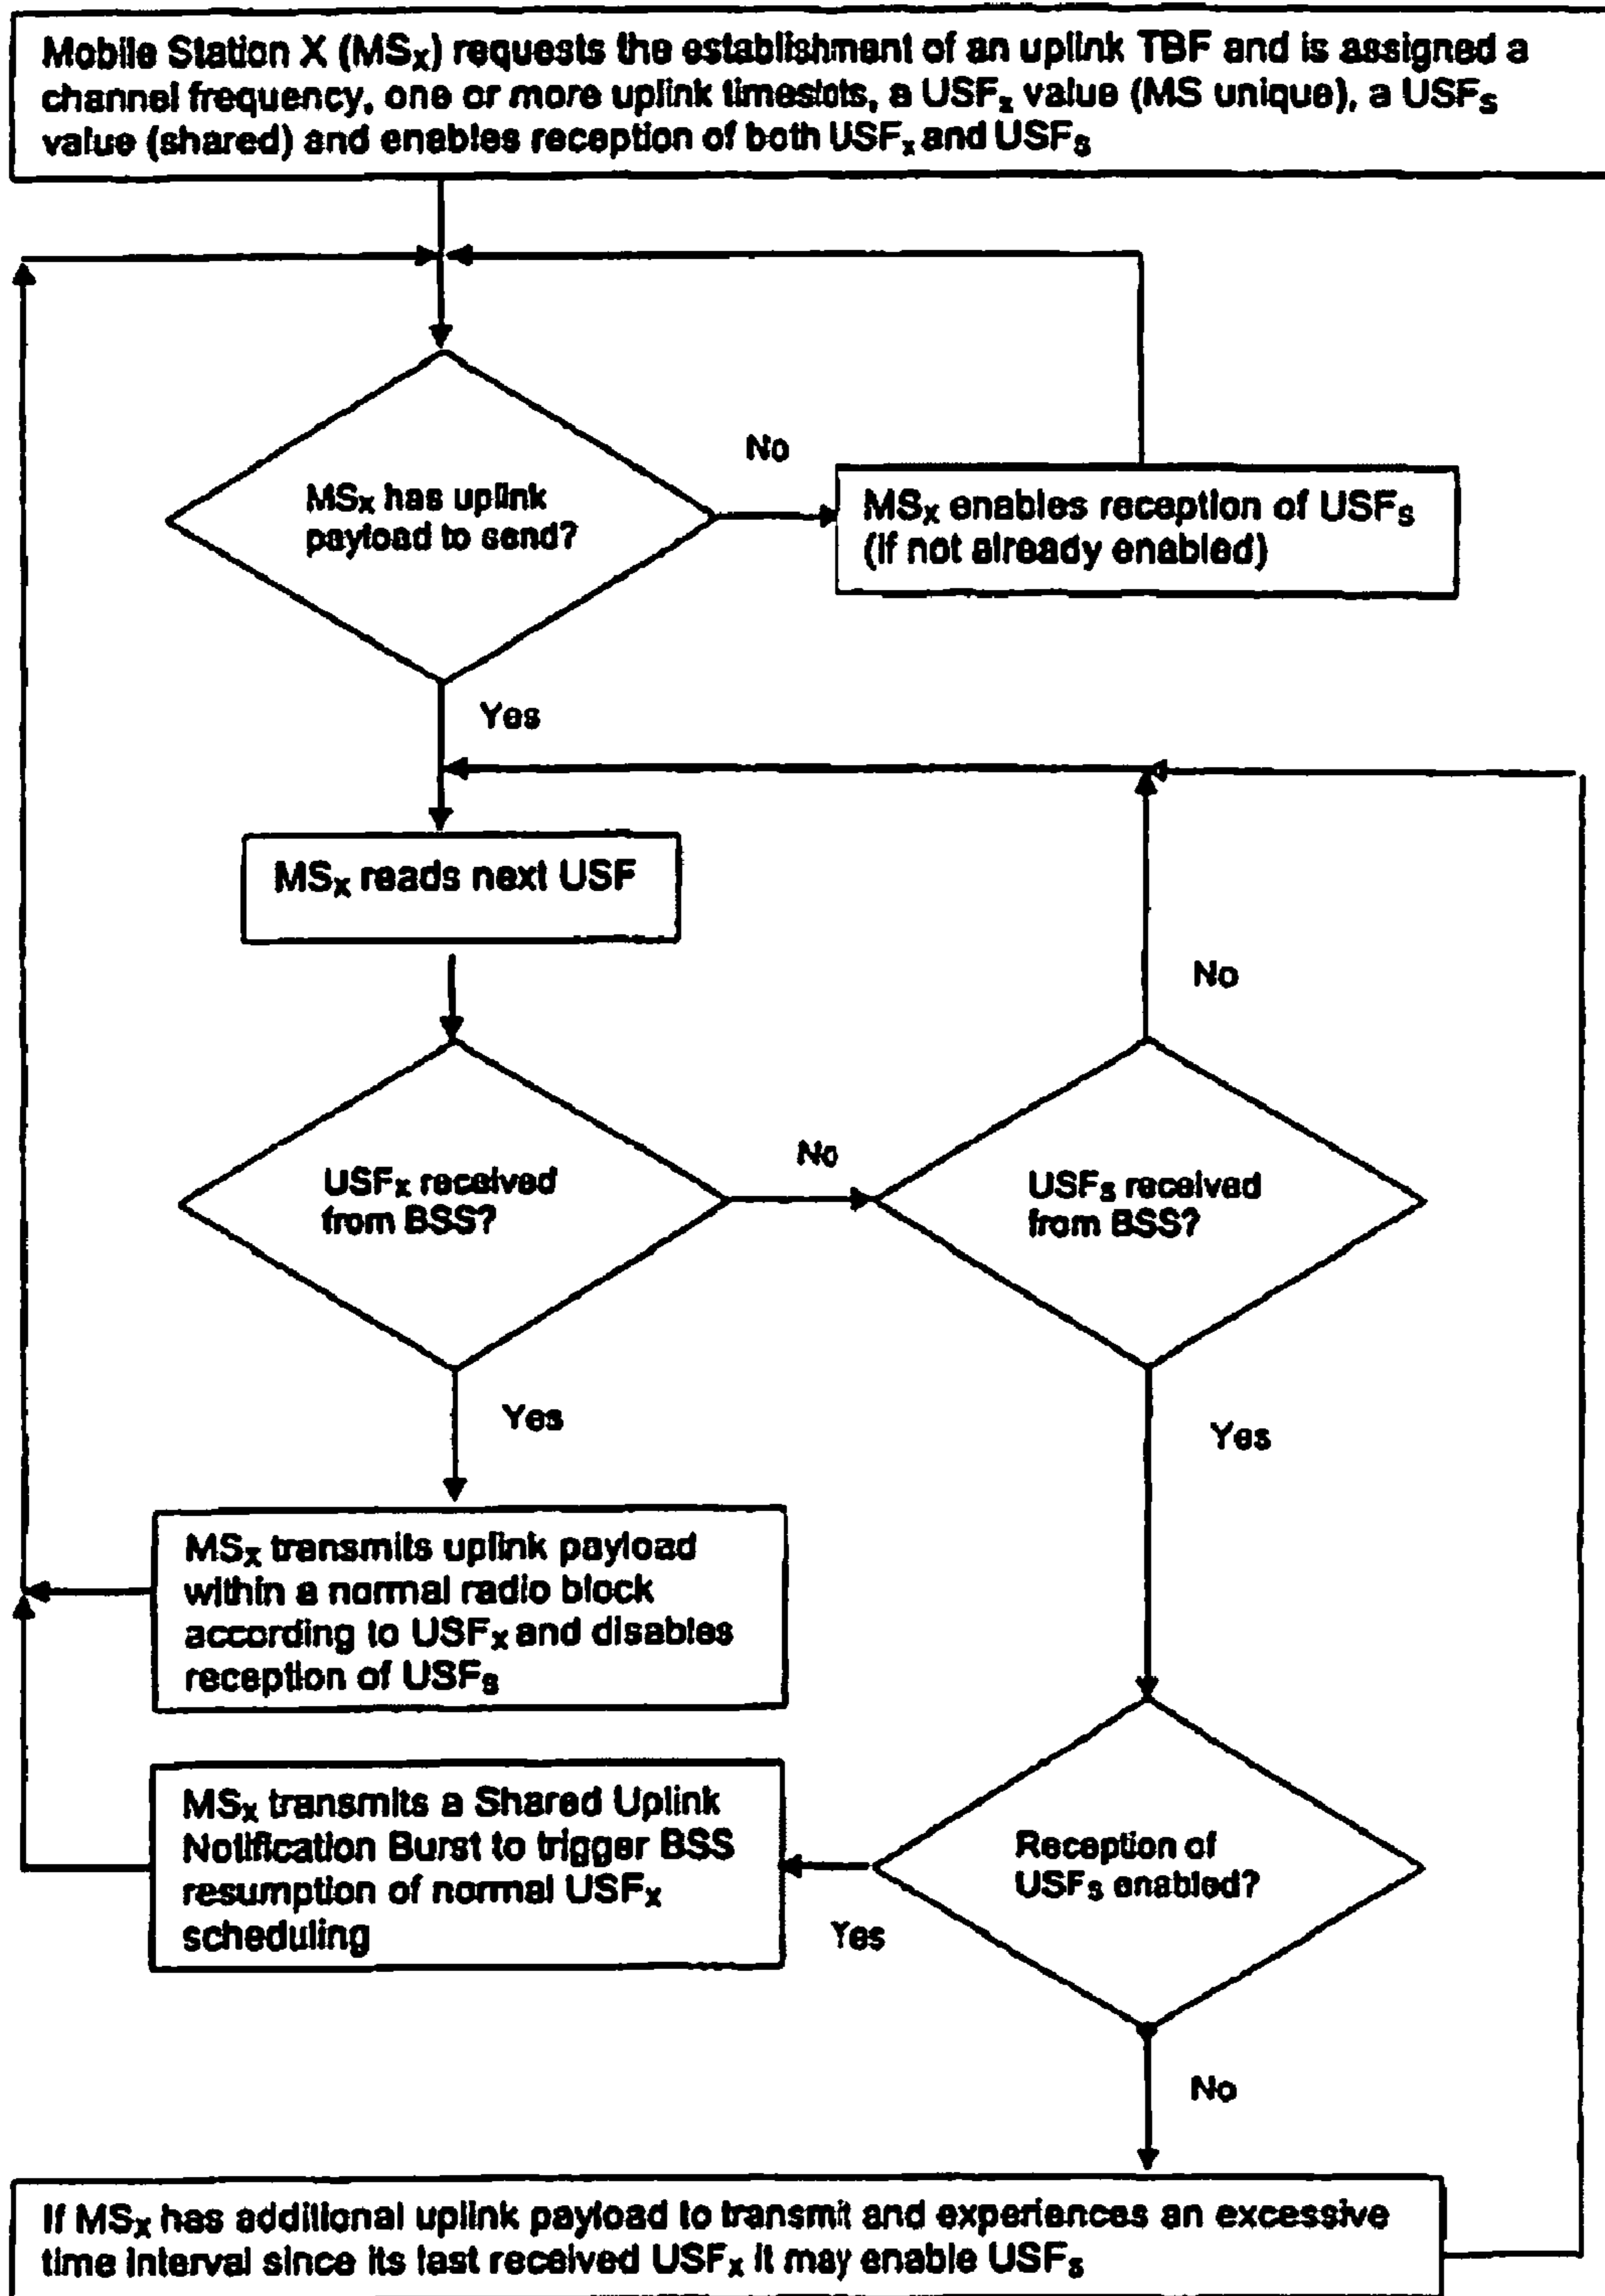 Mobile Station X (MSx) requests the establishment of an uplink TBF and is assigned a
channel frequency, one or more uplink timeslots, a USFx value (MS unique), a USFs
value (shared) and enables reception of both USFx and USFs
No
MSx has uplink
payload to send?
MSx enables reception of USFs
(if not already enabled)
Yes
MSx reads next USF
No
No
USFx received
from BSS?
USFs received
from BSS?
Yes
Yes
MSx transmits uplink payload
within a normal radio block
according to USFx and disables
reception of USFs
MSx transmits a Shared Uplink
Notification Burst to trigger BSS
resumption of normal USFx
scheduling
Reception of
USFs enabled?
Yes
No
If MSx has additional uplink payload to transmit and experiences an excessive
time interval since its last received USFx it may enable USFs